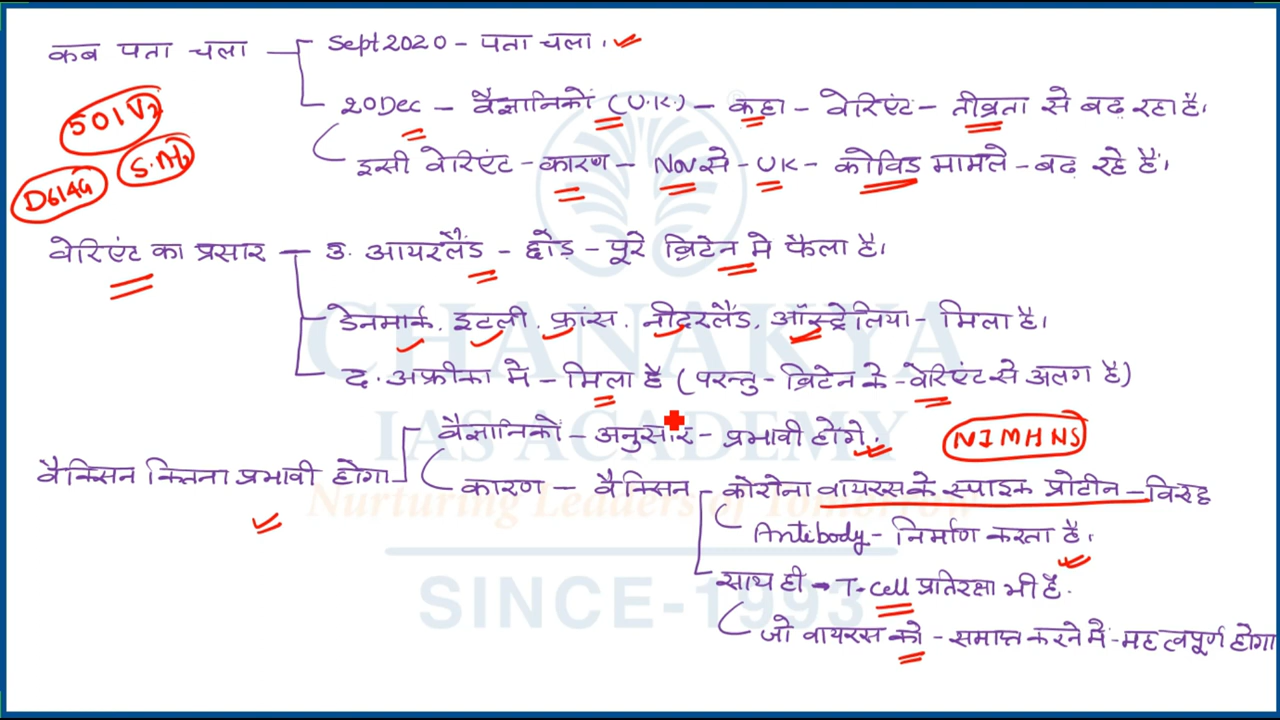 कब पता चला
Sept 2020 - पता चला.
20 Dec - वैज्ञानिकों (U.K.) - कहा - वेरिएंट - तीव्रता से बढ़ रहा है।
501V2
S.Af
D614G
इसी वेरिएंट - कारण - Nov से - UK - कोविड मामले - बढ़ रहे हैं।
वेरिएंट का प्रसार - उ. आयरलैंड - छोड़ - पूरे ब्रिटेन मे फैला है।
डेनमार्क, इटली, फ्रांस, नीदरलैंड, ऑस्ट्रेलिया - मिला है।
द. अफ्रीका मे - मिला है (परन्तु - ब्रिटेन के - वेरिएंट से अलग है)
CHANAKYA
IAS ACADEMY
Nurturing Leaders of Tomorrow
SINCE-1993
वैज्ञानिकों - अनुसार - प्रभावी होंगे.
NIMHNS
वैक्सिन कितना प्रभावी होगा
कारण - वैक्सिन
कोरोना वायरस के स्पाइक प्रोटीन - विरुद्ध
Antibody - निर्माण करता है.
साथ ही → T-cell प्रतिरक्षा भी है.
जो वायरस को - समाप्त करने मे - महत्वपूर्ण होगा